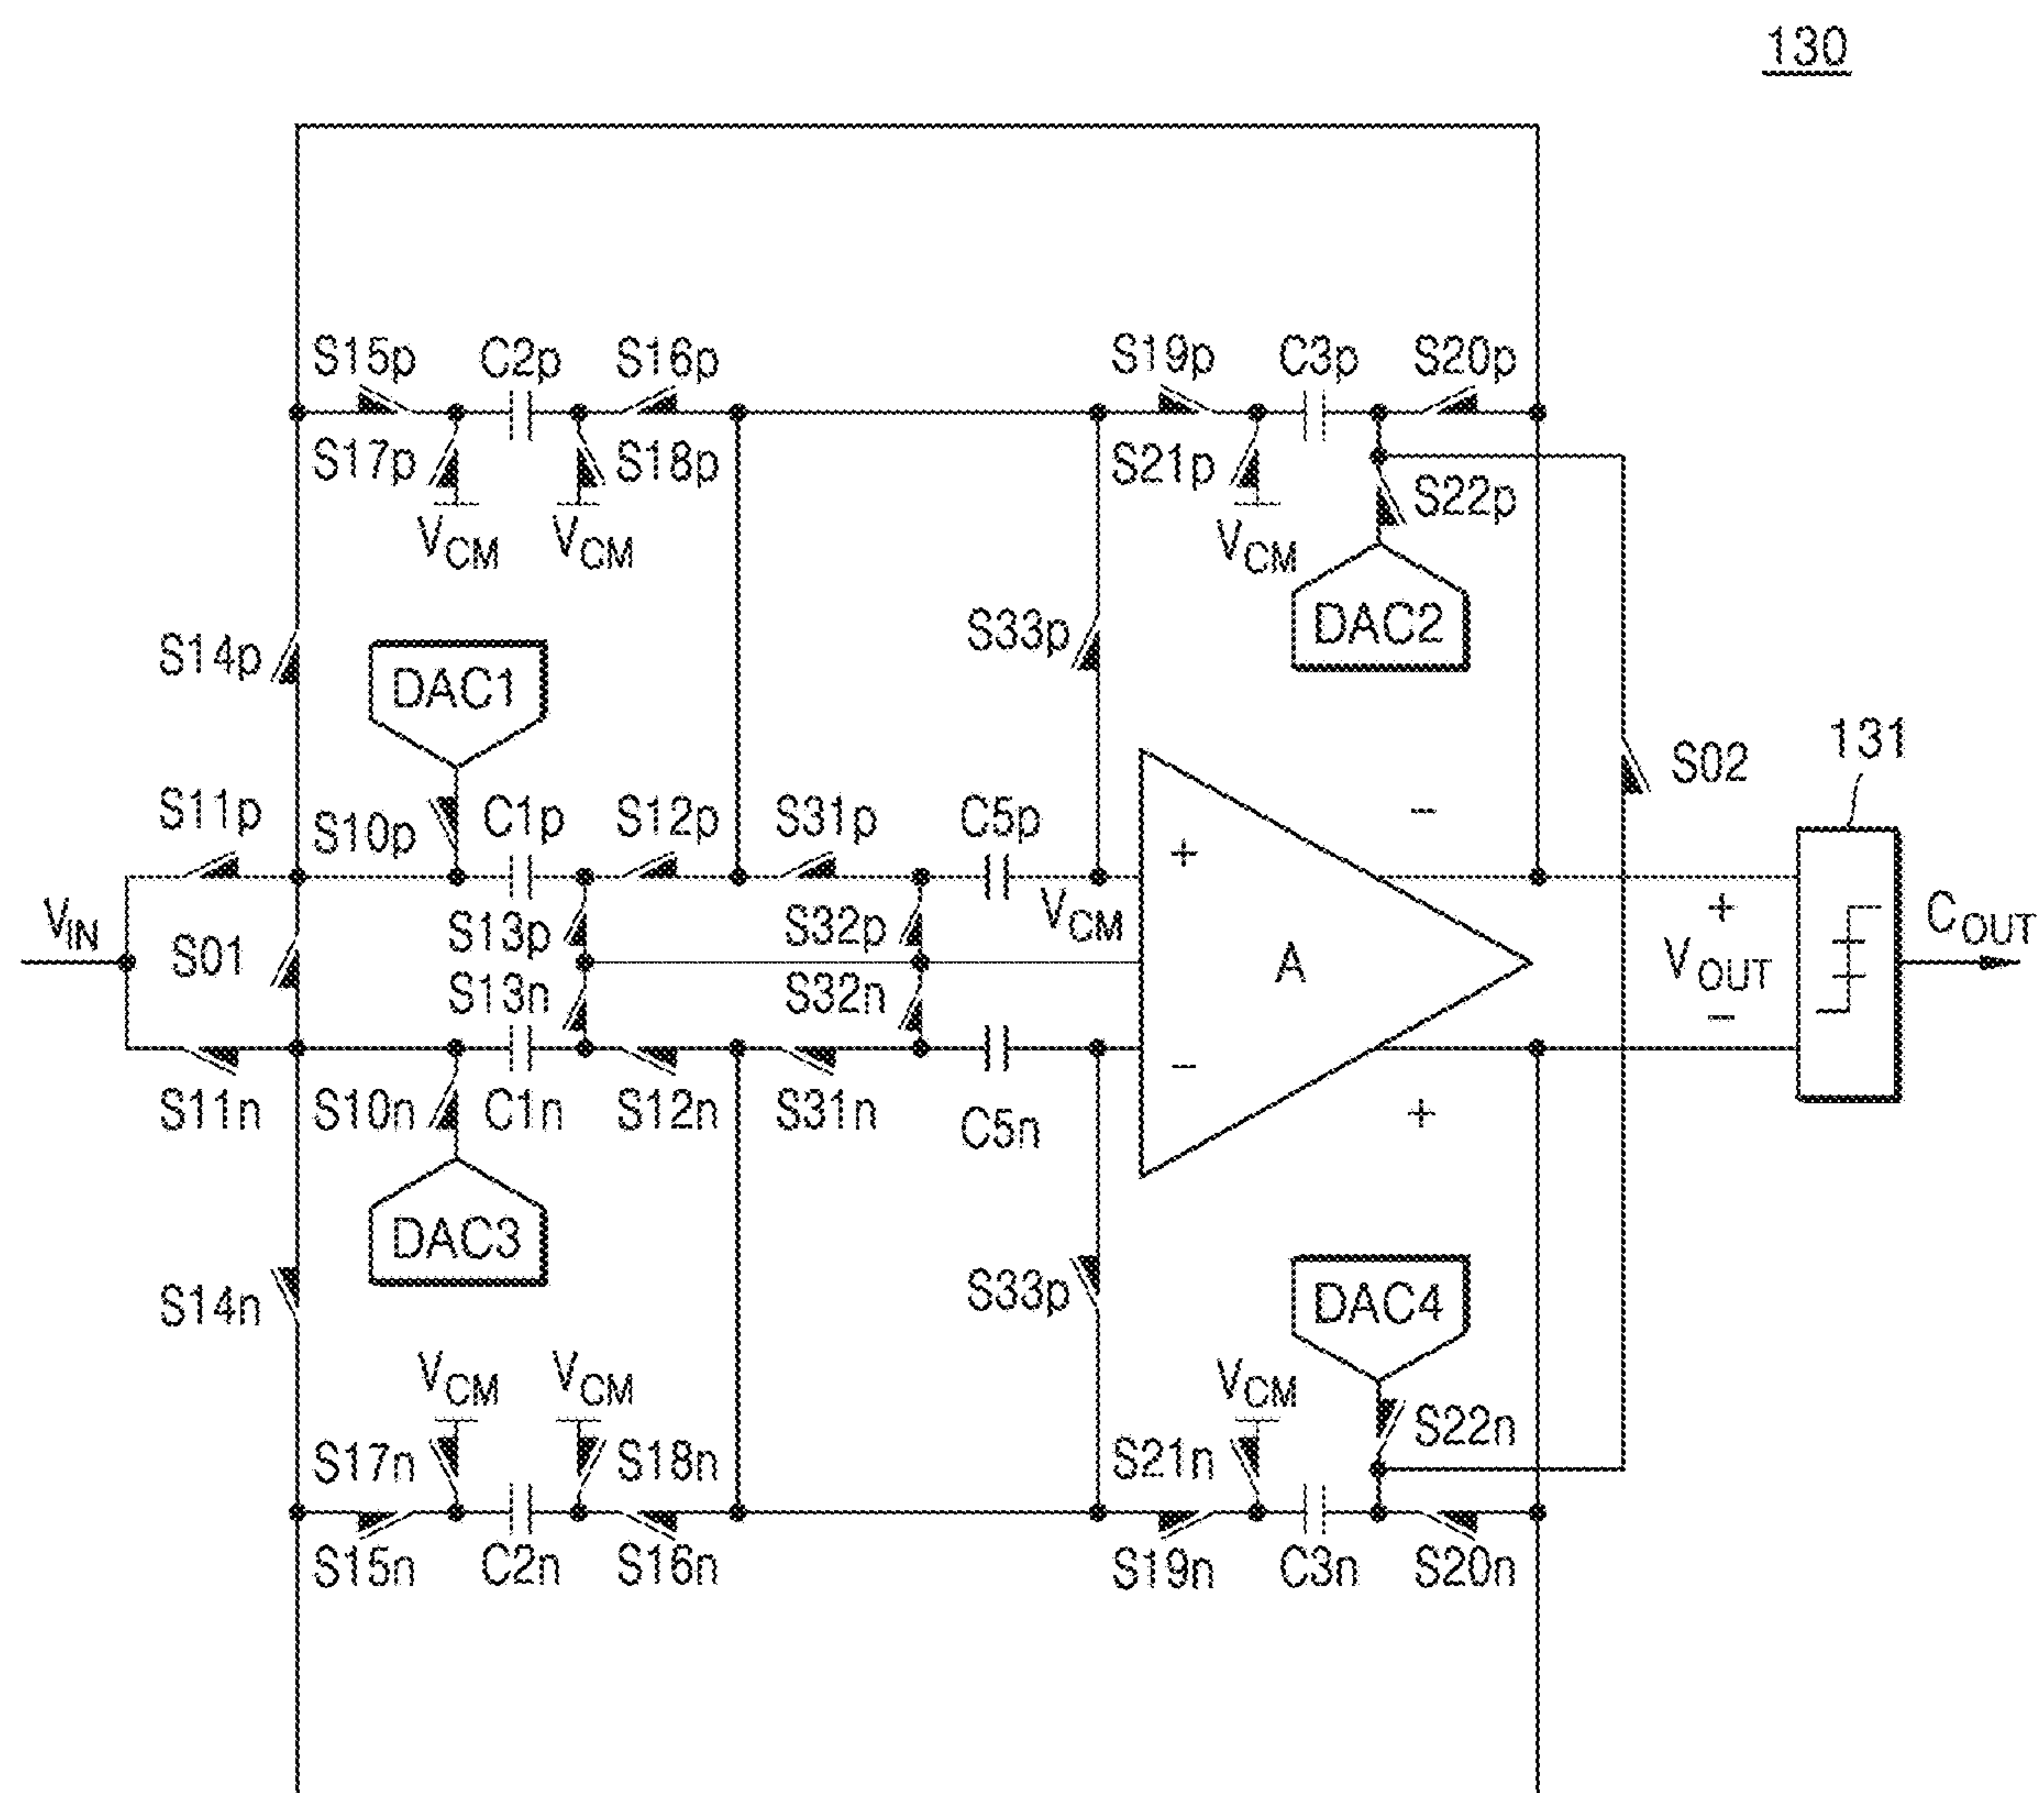 130
S15p C2p S16p S19p C3p S20p
S17p S18p S21p S22p
VCM VCM VCM
DAC2
S14p S33p
DAC1
S02 131
S11p S10p C1p S12p S31p C5p + −
VIN S01 S13p S32p VCM + COUT
A VOUT
S13n S32n −
S11n S10n C1n S12n S31n C5n − +
DAC3
S14n S33p DAC4
VCM VCM VCM
S17n S18n S21n S22n
S15n C2n S16n S19n C3n S20n